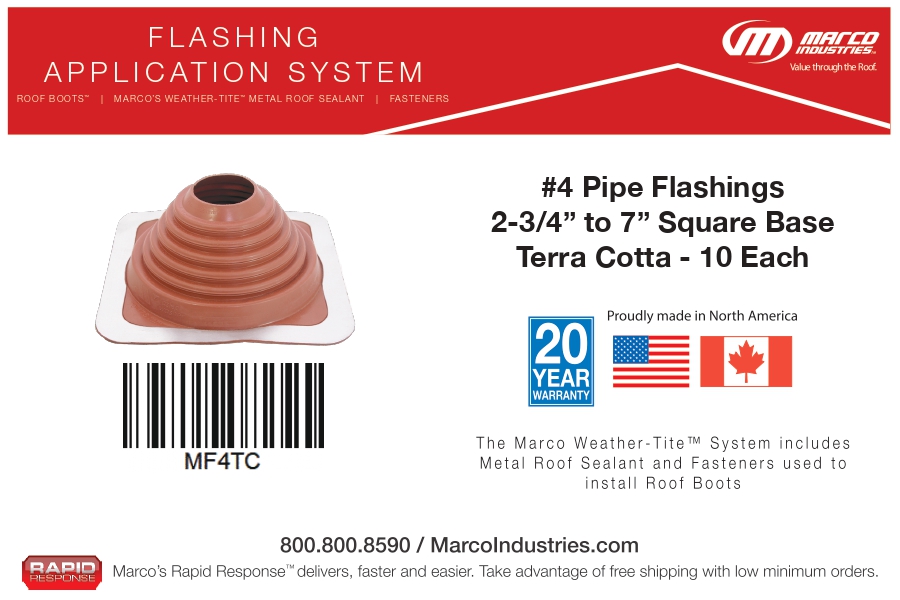 FLASHING
APPLICATION SYSTEM
ROOF BOOTS™ | MARCO'S WEATHER-TITE™ METAL ROOF SEALANT | FASTENERS
MARCO
INDUSTRIES™
Value through the Roof.
#4 Pipe Flashings
2-3/4” to 7” Square Base
Terra Cotta - 10 Each
Proudly made in North America
20
YEAR
WARRANTY
MF4TC
The Marco Weather-Tite™ System includes
Metal Roof Sealant and Fasteners used to
install Roof Boots
800.800.8590 / MarcoIndustries.com
RAPID
RESPONSE
Marco’s Rapid Response™ delivers, faster and easier. Take advantage of free shipping with low minimum orders.